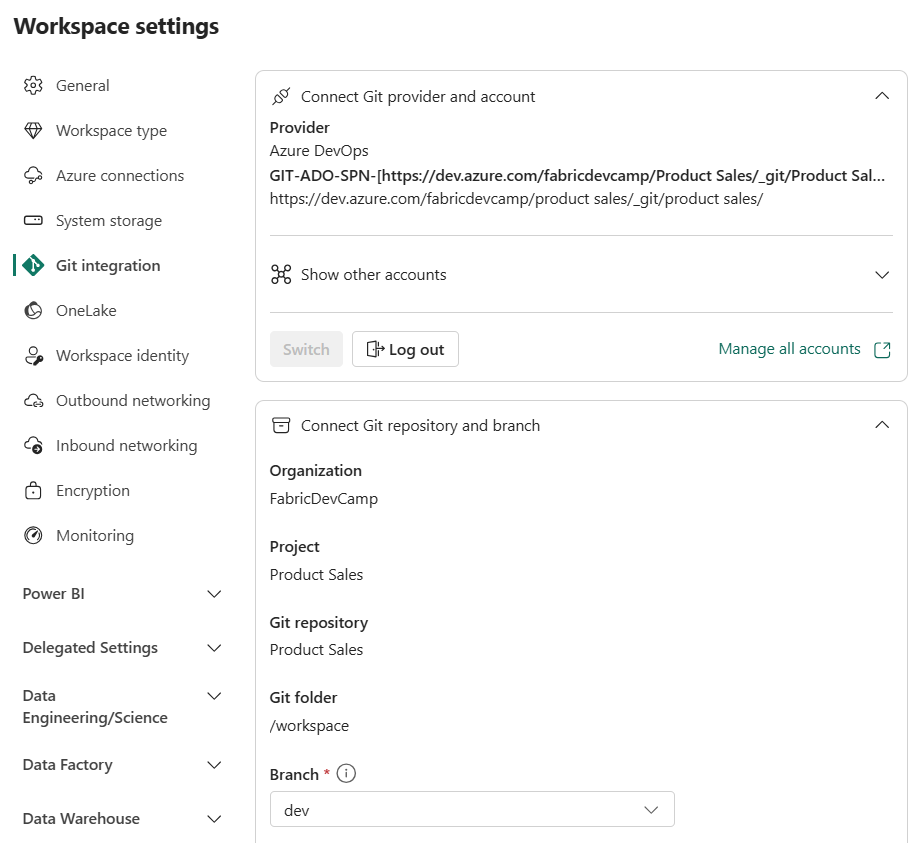 Workspace settings
General
Workspace type
Azure connections
System storage
Git integration
OneLake
Workspace identity
Outbound networking
Inbound networking
Encryption
Monitoring
Power BI
Delegated Settings
Data
Engineering/Science
Data Factory
Data Warehouse
Connect Git provider and account
Provider
Azure DevOps
GIT-ADO-SPN-[https://dev.azure.com/fabricdevcamp/Product Sales/_git/Product Sal...
https://dev.azure.com/fabricdevcamp/product sales/_git/product sales/
Show other accounts
Switch
Log out
Manage all accounts
Connect Git repository and branch
Organization
FabricDevCamp
Project
Product Sales
Git repository
Product Sales
Git folder
/workspace
Branch *
dev